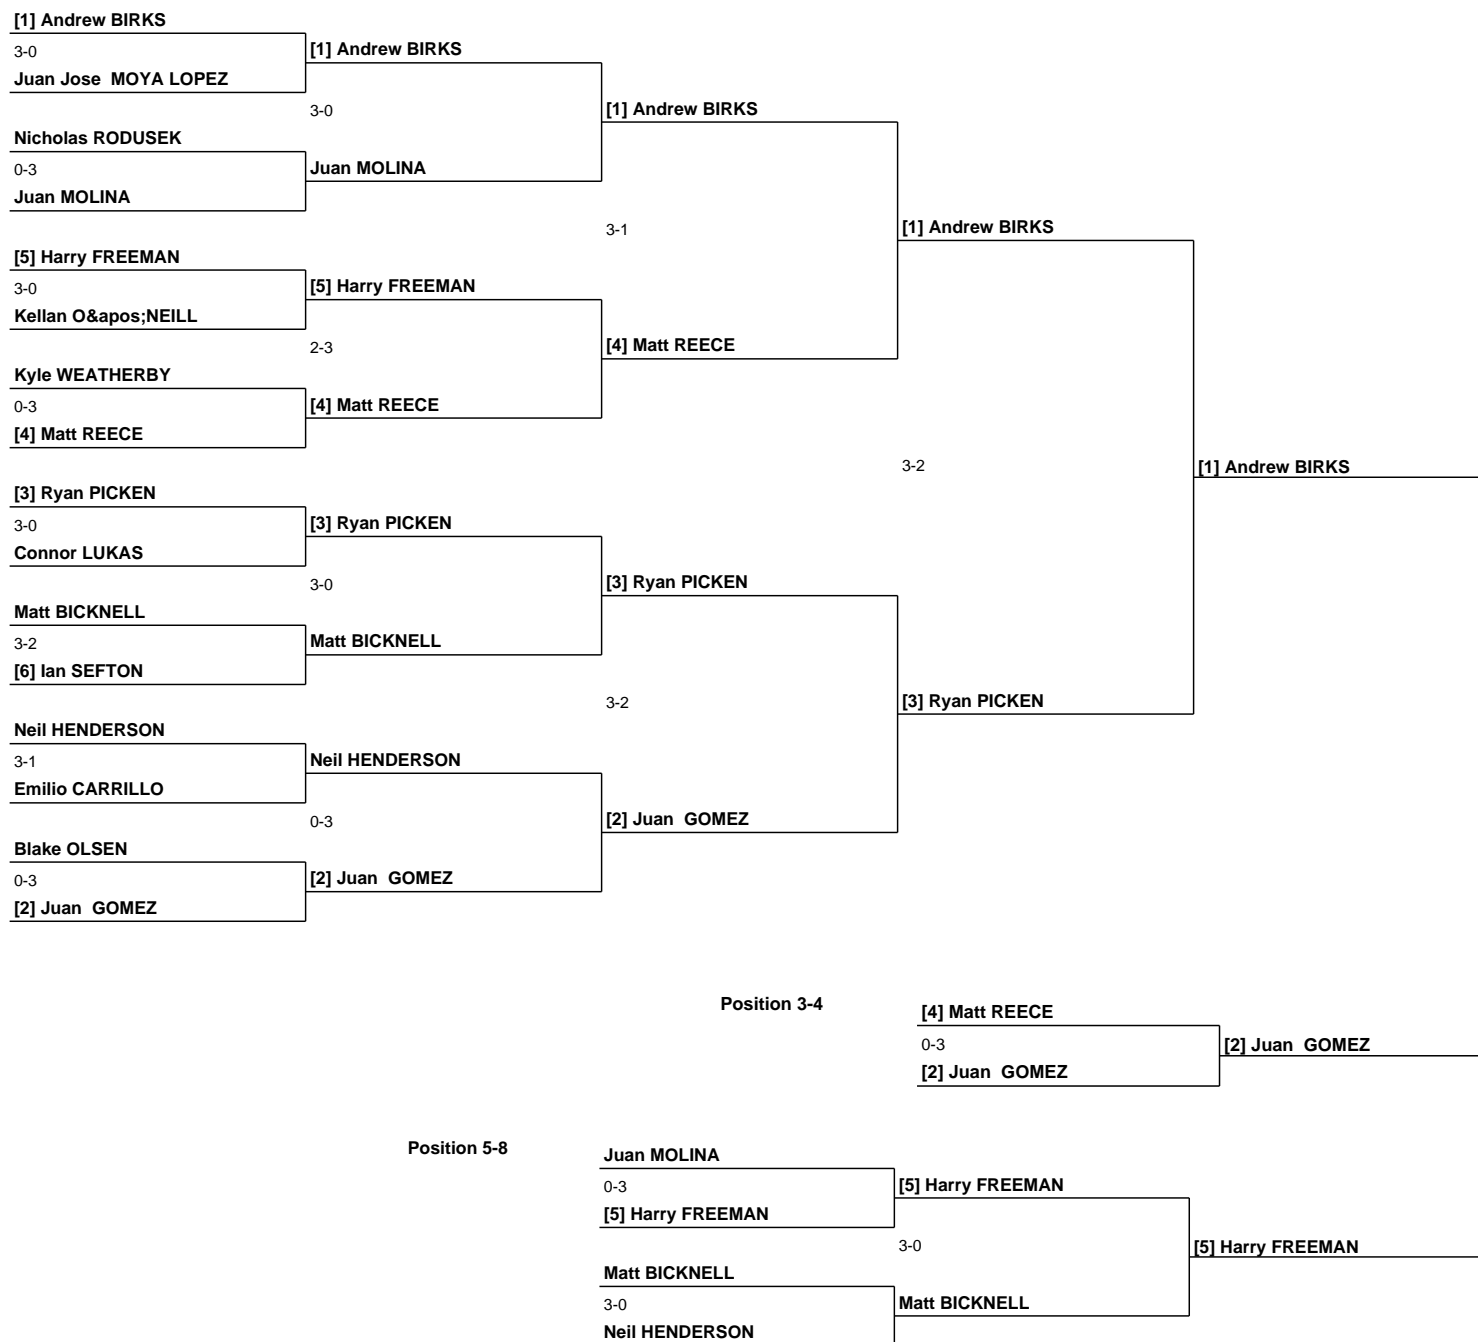 [1] Andrew BIRKS
3-0
Juan Jose  MOYA LOPEZ
[1] Andrew BIRKS
3-0
Nicholas RODUSEK
0-3
Juan MOLINA
Juan MOLINA
[1] Andrew BIRKS
3-1
[5] Harry FREEMAN
3-0
Kellan O&apos;NEILL
[5] Harry FREEMAN
2-3
Kyle WEATHERBY
0-3
[4] Matt REECE
[4] Matt REECE
[4] Matt REECE
[1] Andrew BIRKS
3-2
[1] Andrew BIRKS
[3] Ryan PICKEN
3-0
Connor LUKAS
[3] Ryan PICKEN
3-0
Matt BICKNELL
3-2
[6] Ian SEFTON
Matt BICKNELL
[3] Ryan PICKEN
3-2
Neil HENDERSON
3-1
Emilio CARRILLO
Neil HENDERSON
0-3
Blake OLSEN
0-3
[2] Juan  GOMEZ
[2] Juan  GOMEZ
[2] Juan  GOMEZ
[3] Ryan PICKEN
Position 3-4
[4] Matt REECE
0-3
[2] Juan  GOMEZ
[2] Juan  GOMEZ
Position 5-8
Juan MOLINA
0-3
[5] Harry FREEMAN
[5] Harry FREEMAN
3-0
[5] Harry FREEMAN
Matt BICKNELL
3-0
Neil HENDERSON
Matt BICKNELL